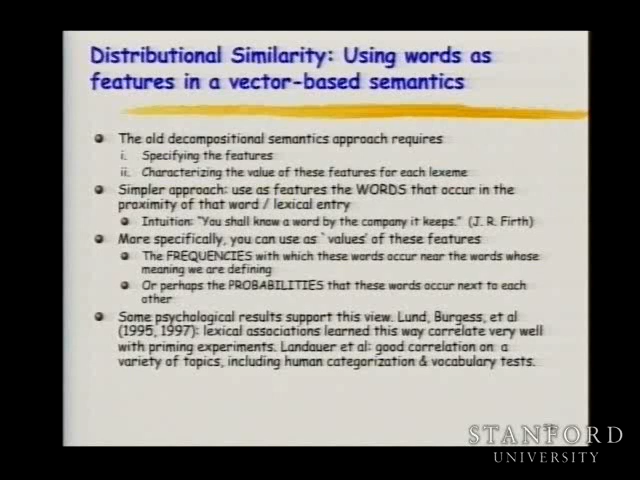 Distributional Similarity: Using words as
features in a vector-based semantics
The old decompositional semantics approach requires
i. Specifying the features
ii. Characterizing the value of these features for each lexeme
Simpler approach: use as features the WORDS that occur in the
proximity of that word / lexical entry
Intuition: "You shall know a word by the company it keeps." (J. R. Firth)
More specifically, you can use as `values' of these features
The FREQUENCIES with which these words occur near the words whose
meaning we are defining
Or perhaps the PROBABILITIES that these words occur next to each
other
Some psychological results support this view. Lund, Burgess, et al
(1995, 1997): lexical associations learned this way correlate very well
with priming experiments. Landauer et al: good correlation on a
variety of topics, including human categorization & vocabulary tests.
STANFORD
UNIVERSITY